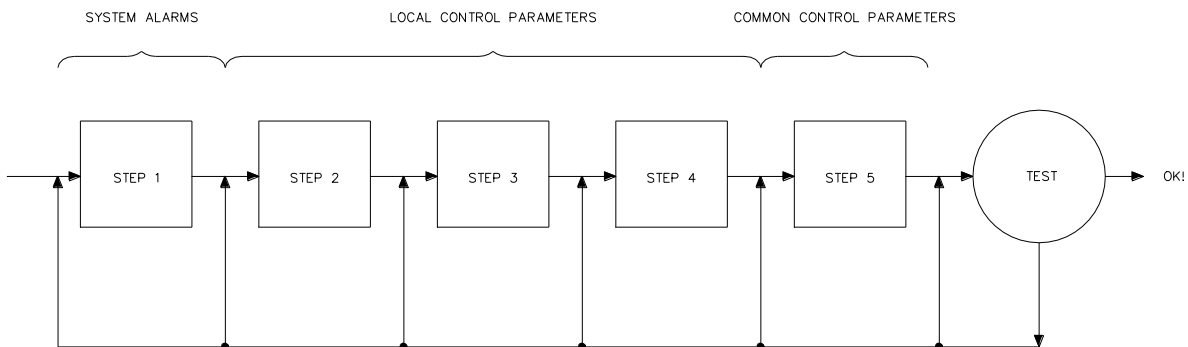 SYSTEM ALARMS
LOCAL CONTROL PARAMETERS
COMMON CONTROL PARAMETERS
STEP 1
STEP 2
STEP 3
STEP 4
STEP 5
TEST
OK!